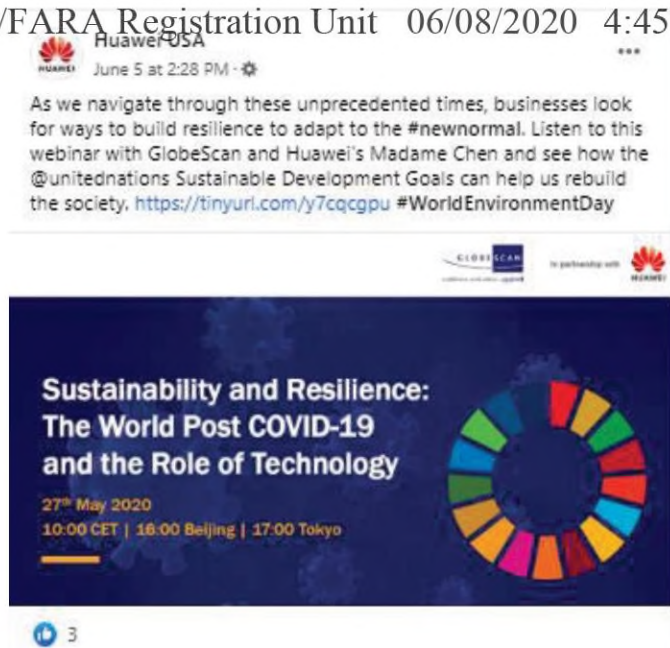 /FARA Registration Unit 06/08/2020 4:45
Huawei USA
HUAWEI
June 5 at 2:28 PM ·
As we navigate through these unprecedented times, businesses look
for ways to build resilience to adapt to the #newnormal. Listen to this
webinar with GlobeScan and Huawei's Madame Chen and see how the
@unitednations Sustainable Development Goals can help us rebuild
the society. https://tinyurl.com/y7cqcgpu #WorldEnvironmentDay
GLOBESCAN
In partnership with
HUAWEI
Sustainability and Resilience:
The World Post COVID-19
and the Role of Technology
27th May 2020
10:00 CET | 16:00 Beijing | 17:00 Tokyo
3